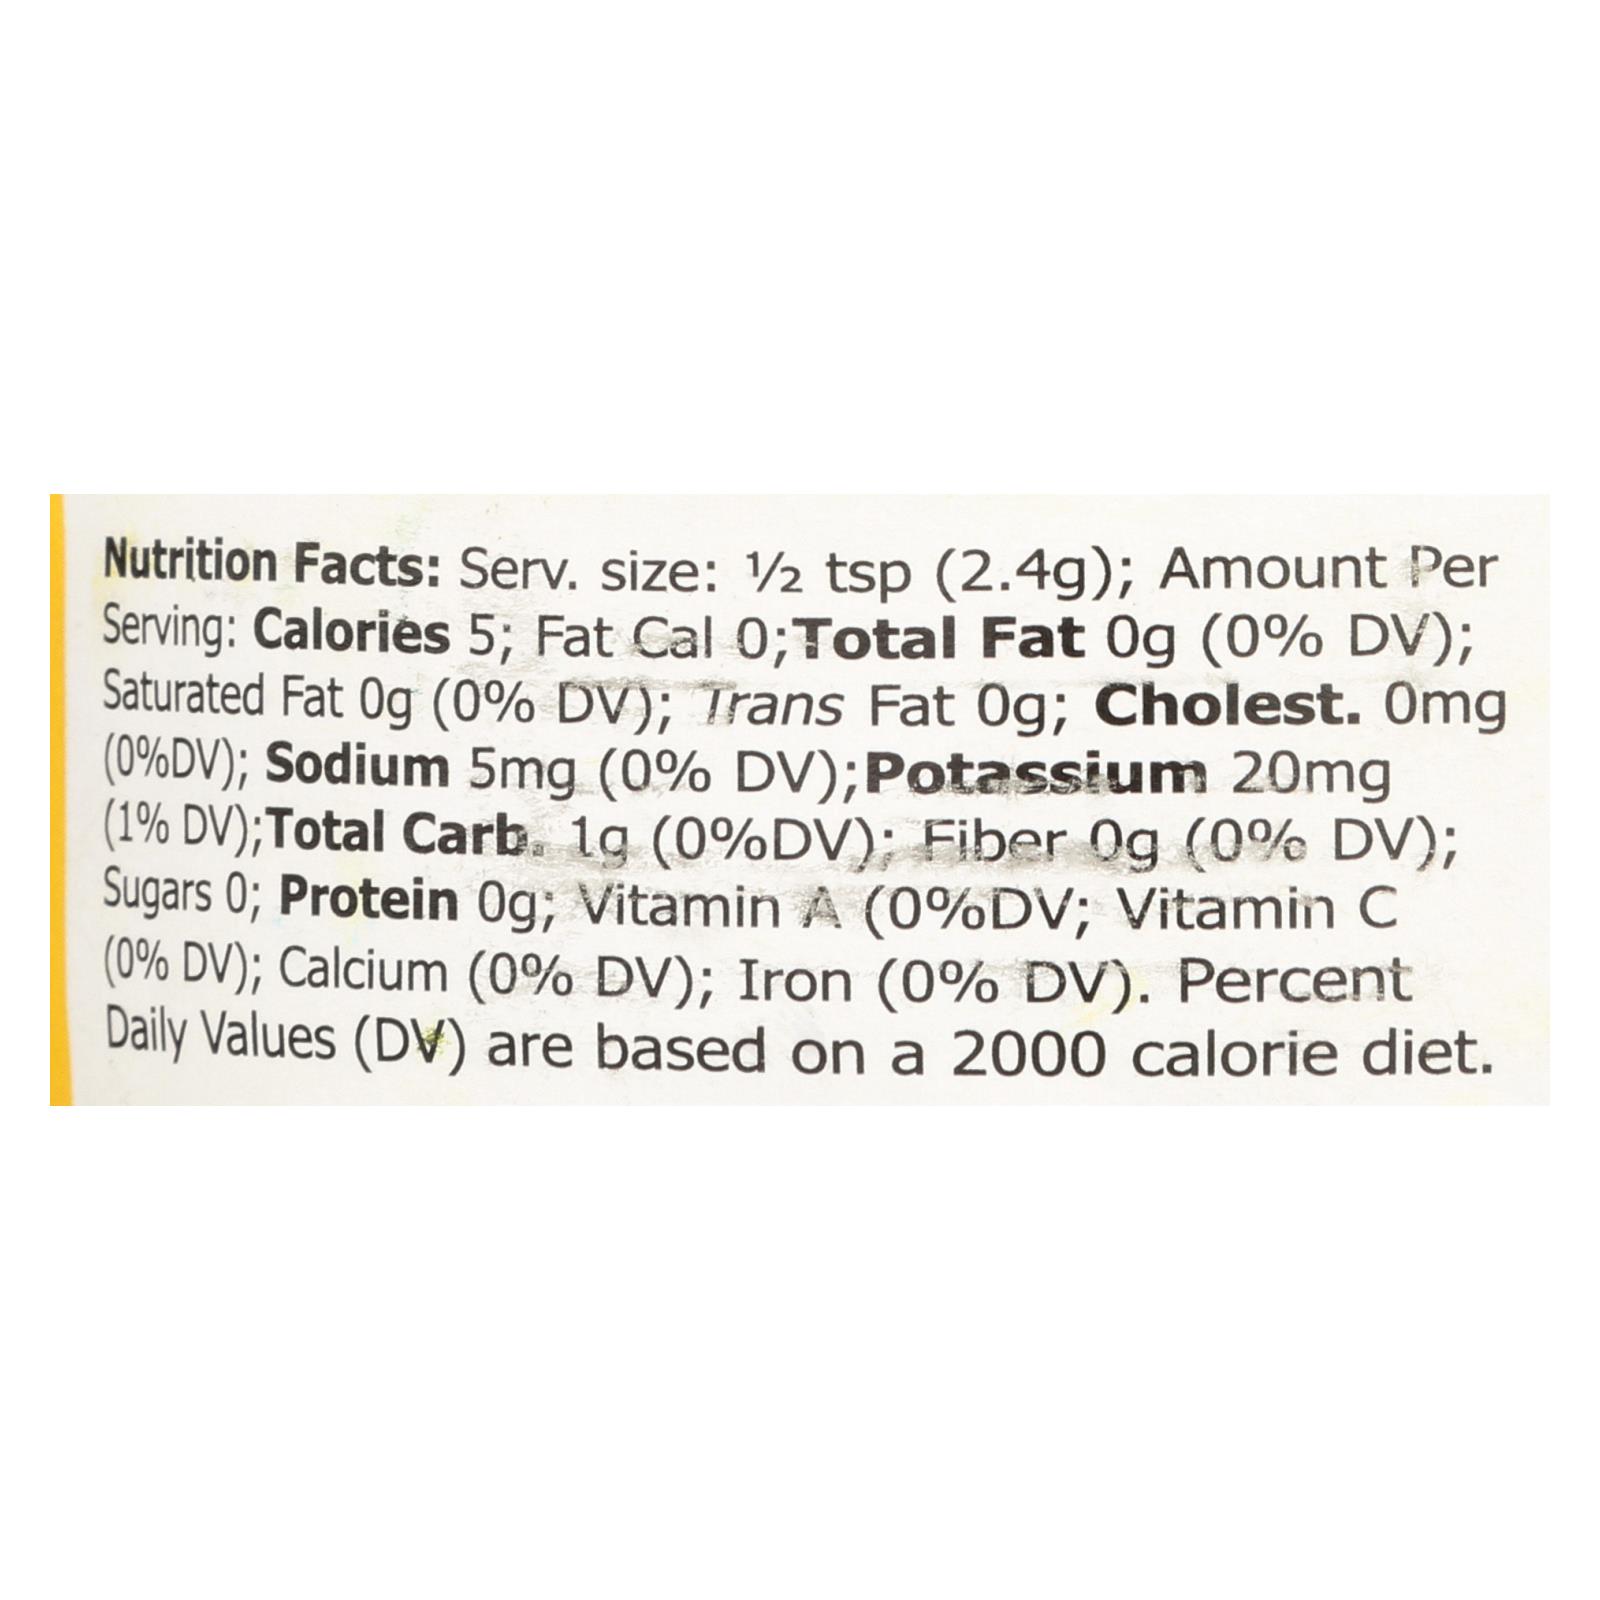 Nutrition Facts: Serv. size: ½ tsp (2.4g); Amount Per
Serving: Calories 5; Fat Cal 0;Total Fat 0g (0% DV);
Saturated Fat 0g (0% DV); Trans Fat 0g; Cholest. 0mg
(0%DV); Sodium 5mg (0% DV);Potassium 20mg
(1% DV);Total Carb. 1g (0%DV); Fiber 0g (0% DV);
Sugars 0; Protein 0g; Vitamin A (0%DV; Vitamin C
(0% DV); Calcium (0% DV); Iron (0% DV). Percent
Daily Values (DV) are based on a 2000 calorie diet.